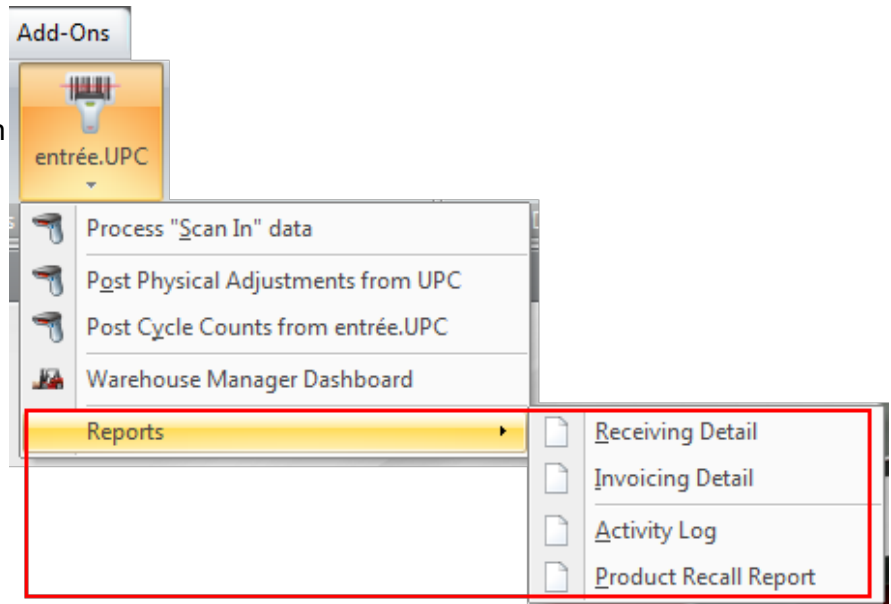 Add-Ons
entrée.UPC
Process "Scan In" data
Post Physical Adjustments from UPC
Post Cycle Counts from entrée.UPC
Warehouse Manager Dashboard
Reports
Receiving Detail
Invoicing Detail
Activity Log
Product Recall Report